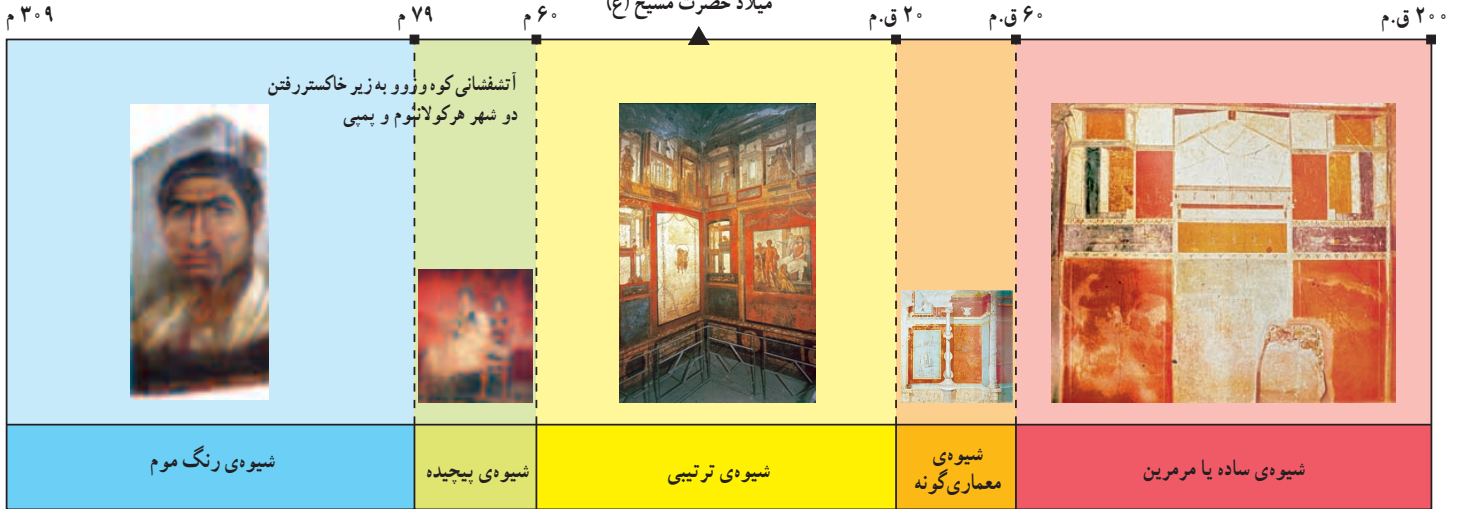 میلاد حضرت مسیح (ع)
۲۰۰ ق.م
۶۰ ق.م
۲۰ ق.م
۶۰ م
۷۹ م
۳۰۹ م
آتشفشانی کوه وزوو به زیر خاکستر رفتن
دو شهر هرکولانئوم و پمپی
شیوه‌ی ساده یا مرمرین
شیوه‌ی
معماری‌گونه
شیوه‌ی ترتیبی
شیوه‌ی پیچیده
شیوه‌ی رنگ موم